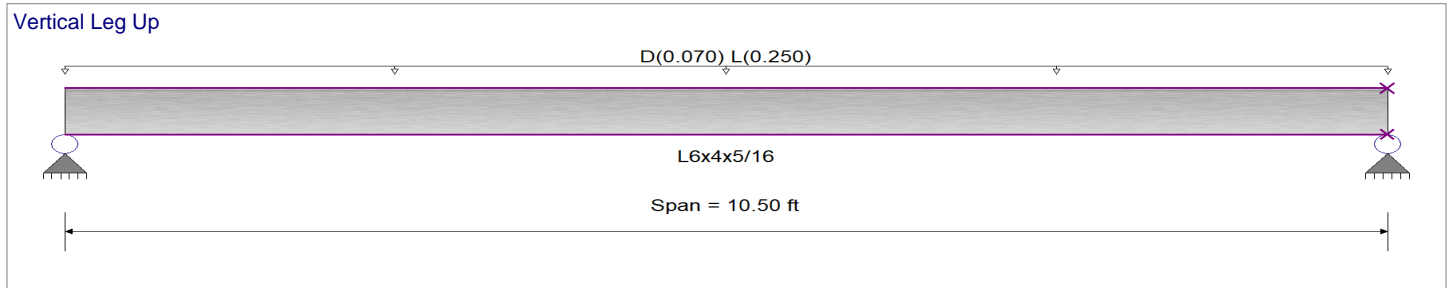 Vertical Leg Up
D(0.070) L(0.250)
L6x4x5/16
Span = 10.50 ft